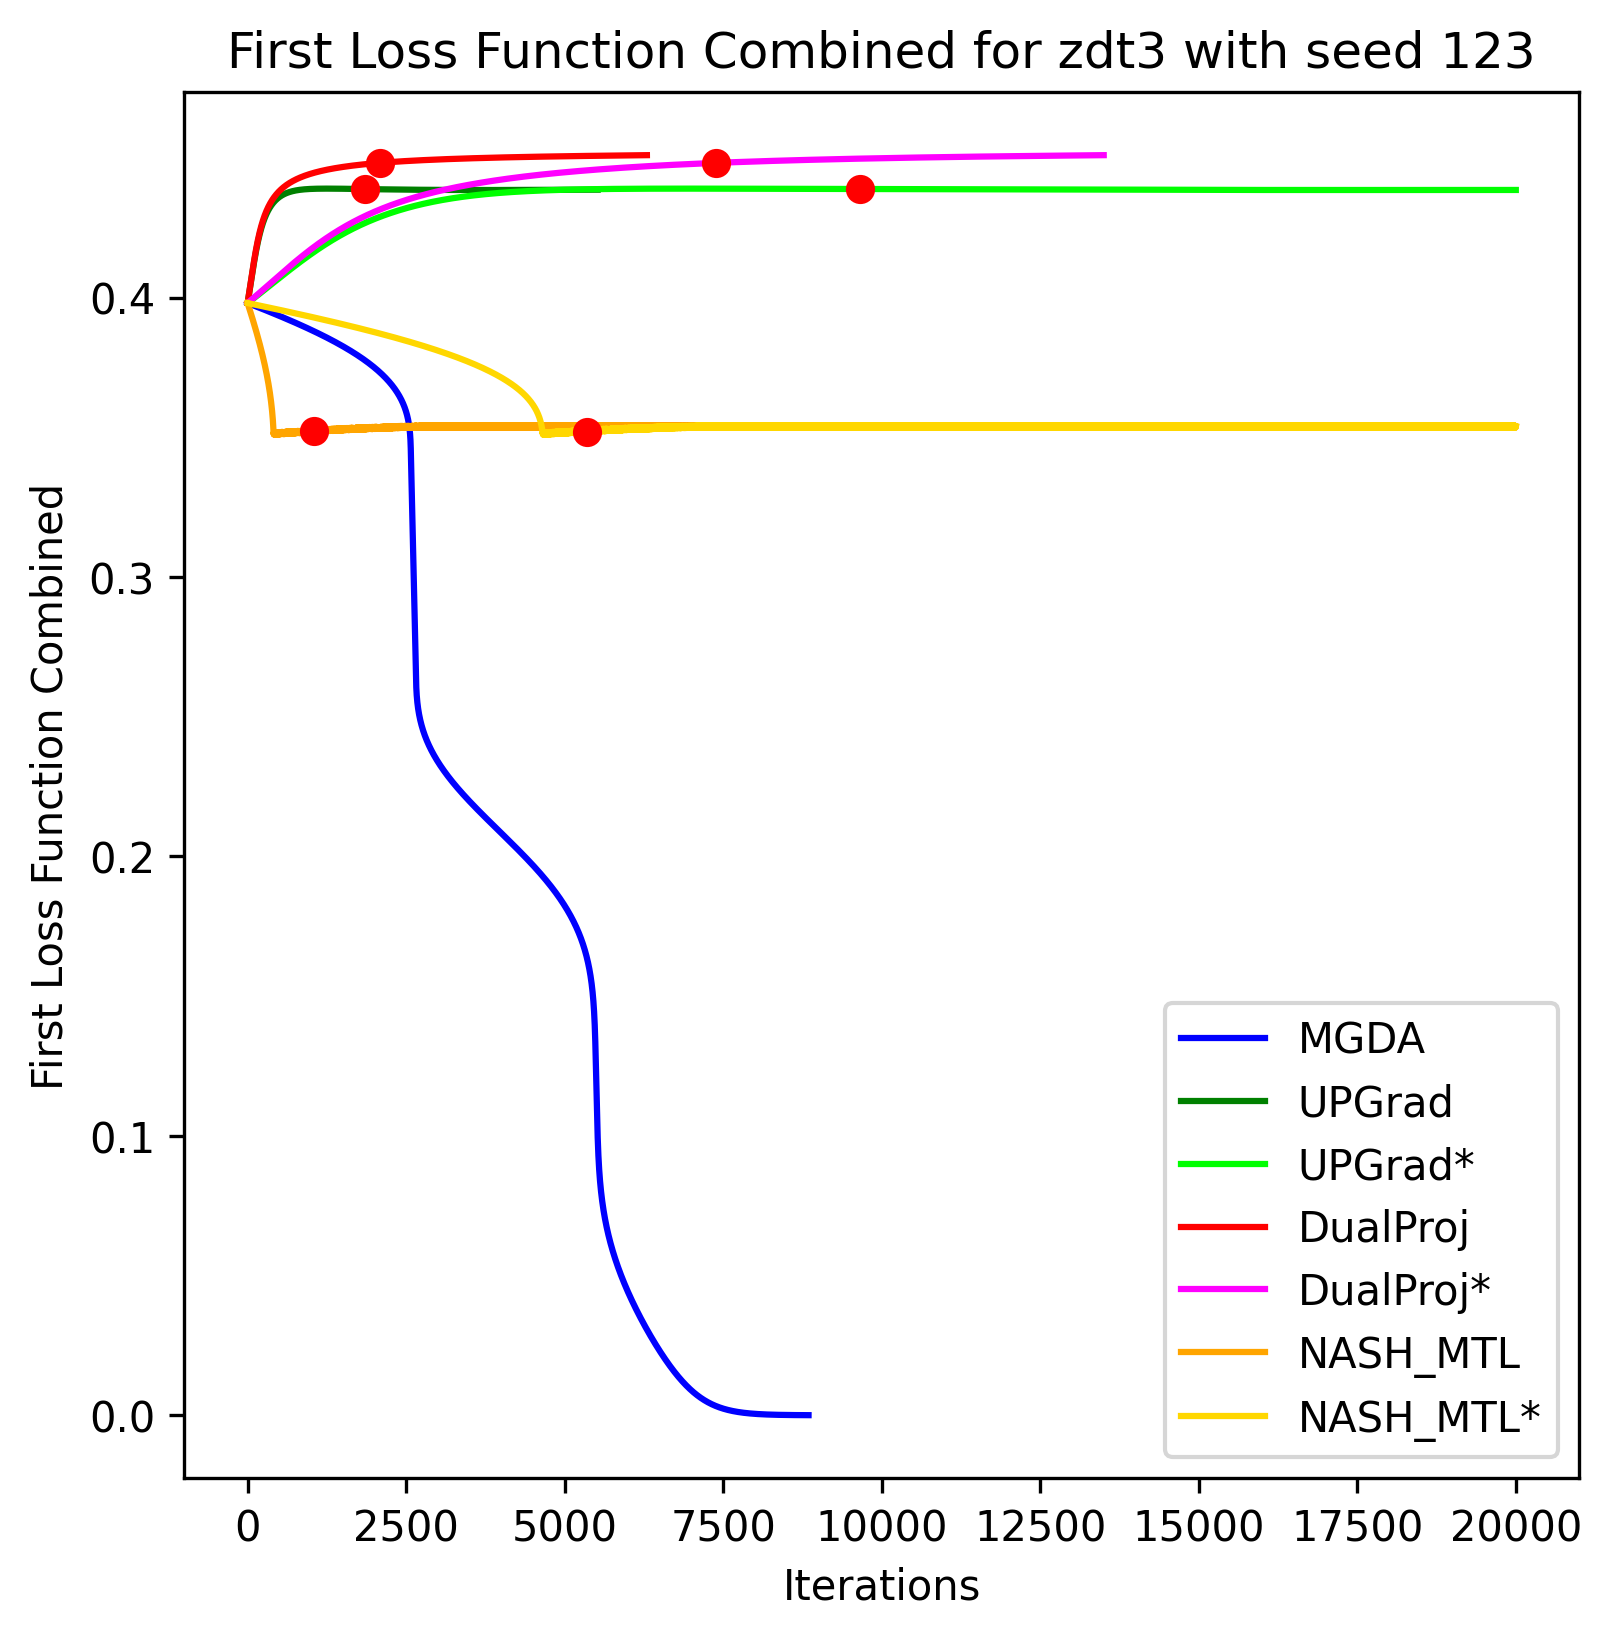 First Loss Function Combined for zdt3 with seed 123
First Loss Function Combined
0.4
0.3
0.2
0.1
0.0
MGDA
UPGrad
UPGrad*
DualProj
DualProj*
NASH_MTL
NASH_MTL*
0 2500 5000 7500 10000 12500 15000 17500 20000
Iterations